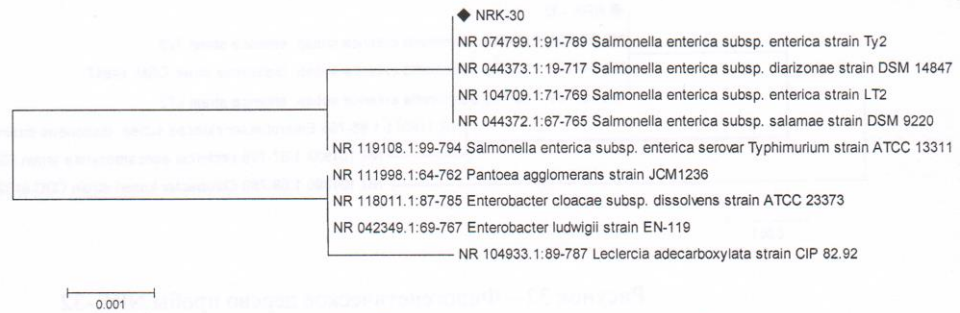 NRK-30
NR 074799.1:91-789 Salmonella enterica subsp. enterica strain Ty2
NR 044373.1:19-717 Salmonella enterica subsp. diarizonae strain DSM 14847
NR 104709.1:71-769 Salmonella enterica subsp. enterica strain LT2
NR 044372.1:67-765 Salmonella enterica subsp. salamae strain DSM 9220
NR 119108.1:99-794 Salmonella enterica subsp. enterica serovar Typhimurium strain ATCC 13311
NR 111998.1:64-762 Pantoea agglomerans strain JCM1236
NR 118011.1:87-785 Enterobacter cloacae subsp. dissolvens strain ATCC 23373
NR 042349.1:69-767 Enterobacter ludwigii strain EN-119
NR 104933.1:89-787 Leclercia adecarboxylata strain CIP 82.92
0.001